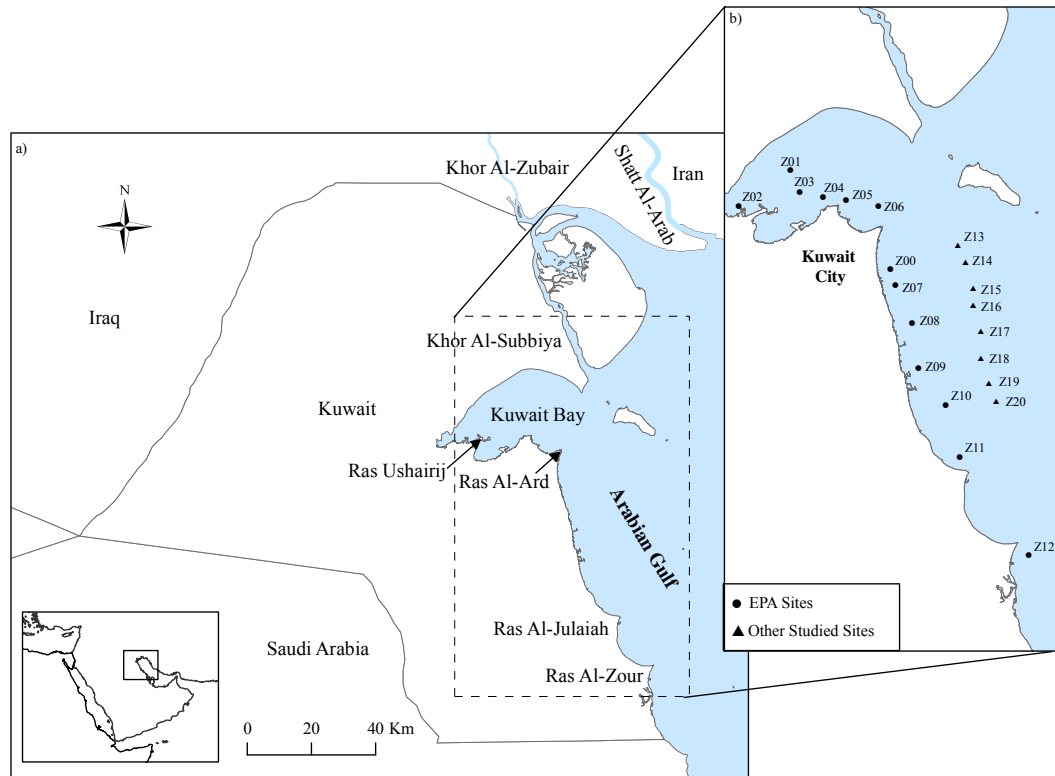 a)
N
Khor Al-Zubair
Shatt Al-Arab
Iran
Iraq
Khor Al-Subbiya
Kuwait
Kuwait Bay
Ras Ushairij
Ras Al-Ard
Arabian Gulf
Saudi Arabia
Ras Al-Julaiah
Ras Al-Zour
0 20 40 Km
b)
Z01
Z02
Z03
Z04
Z05
Z06
Kuwait
City
Z13
Z14
Z00
Z07
Z15
Z16
Z08
Z17
Z18
Z09
Z19
Z10
Z20
Z11
Z12
EPA Sites
Other Studied Sites